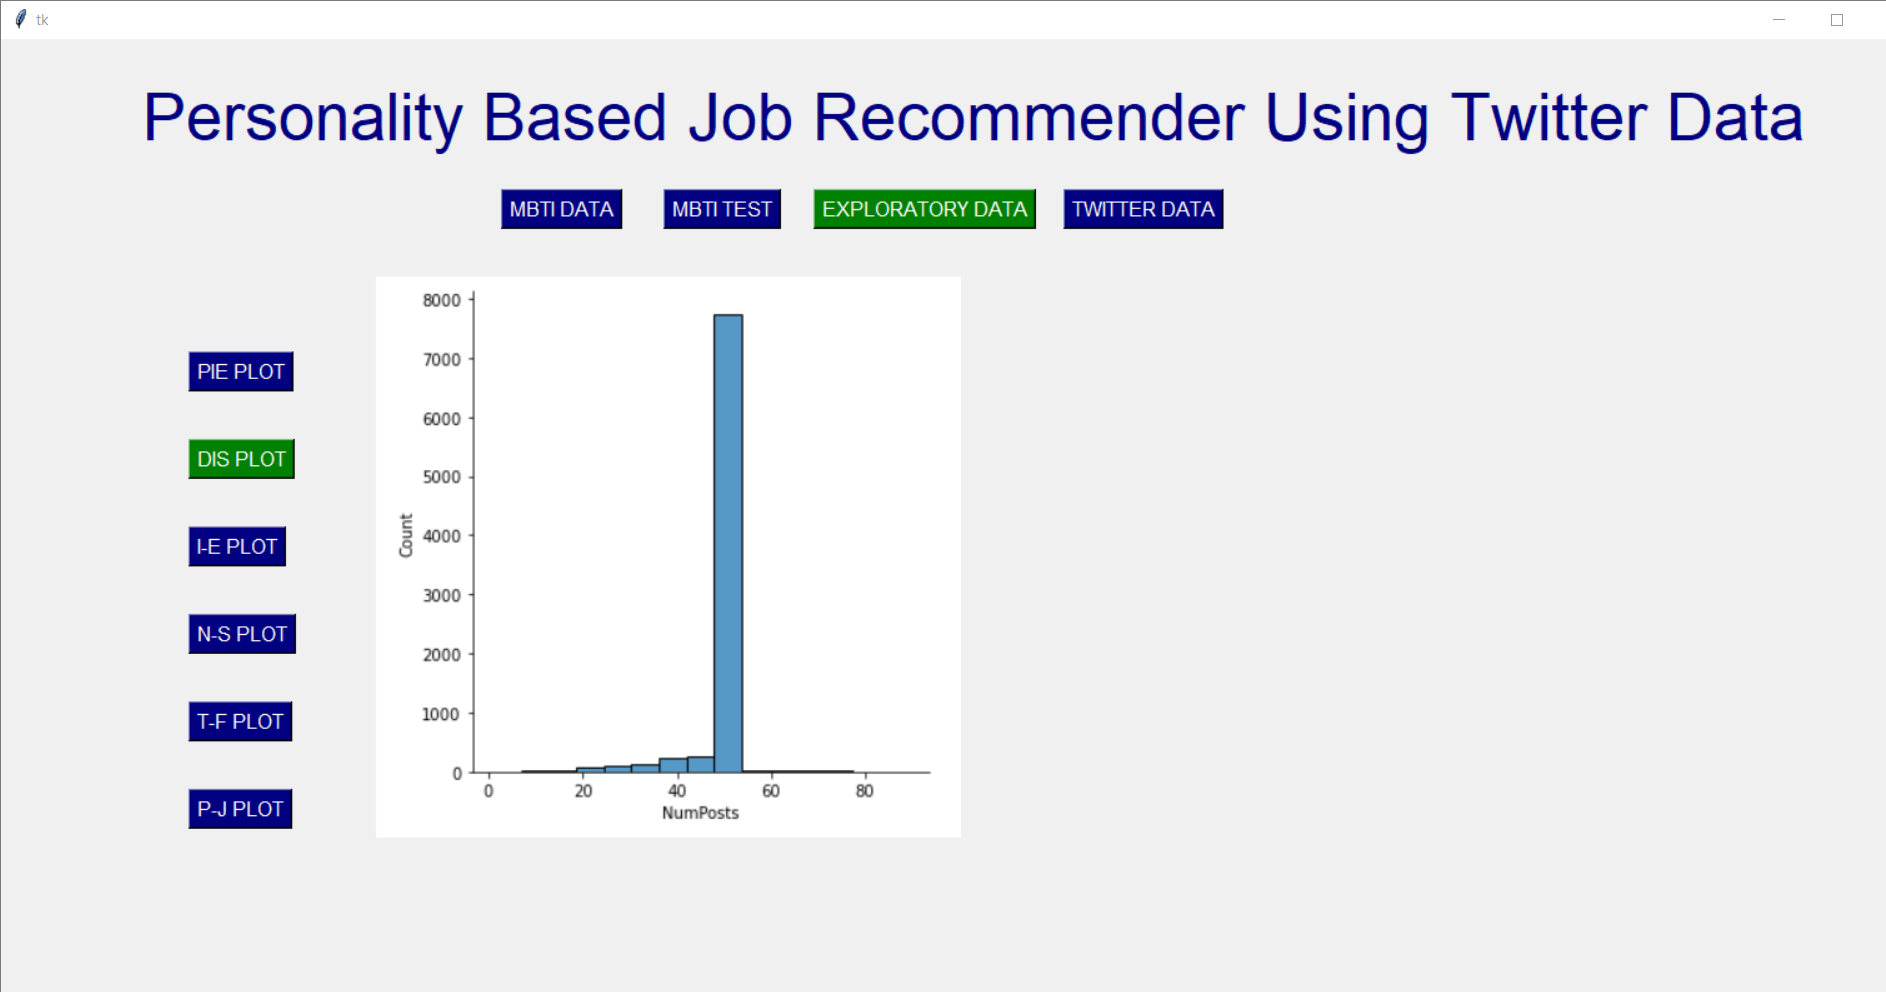 tk
Personality Based Job Recommender Using Twitter Data
MBTI DATA MBTI TEST EXPLORATORY DATA TWITTER DATA
PIE PLOT
DIS PLOT
I-E PLOT
N-S PLOT
T-F PLOT
P-J PLOT
8000
7000
6000
5000
4000
3000
2000
1000
0
Count
0 20 40 60 80
NumPosts